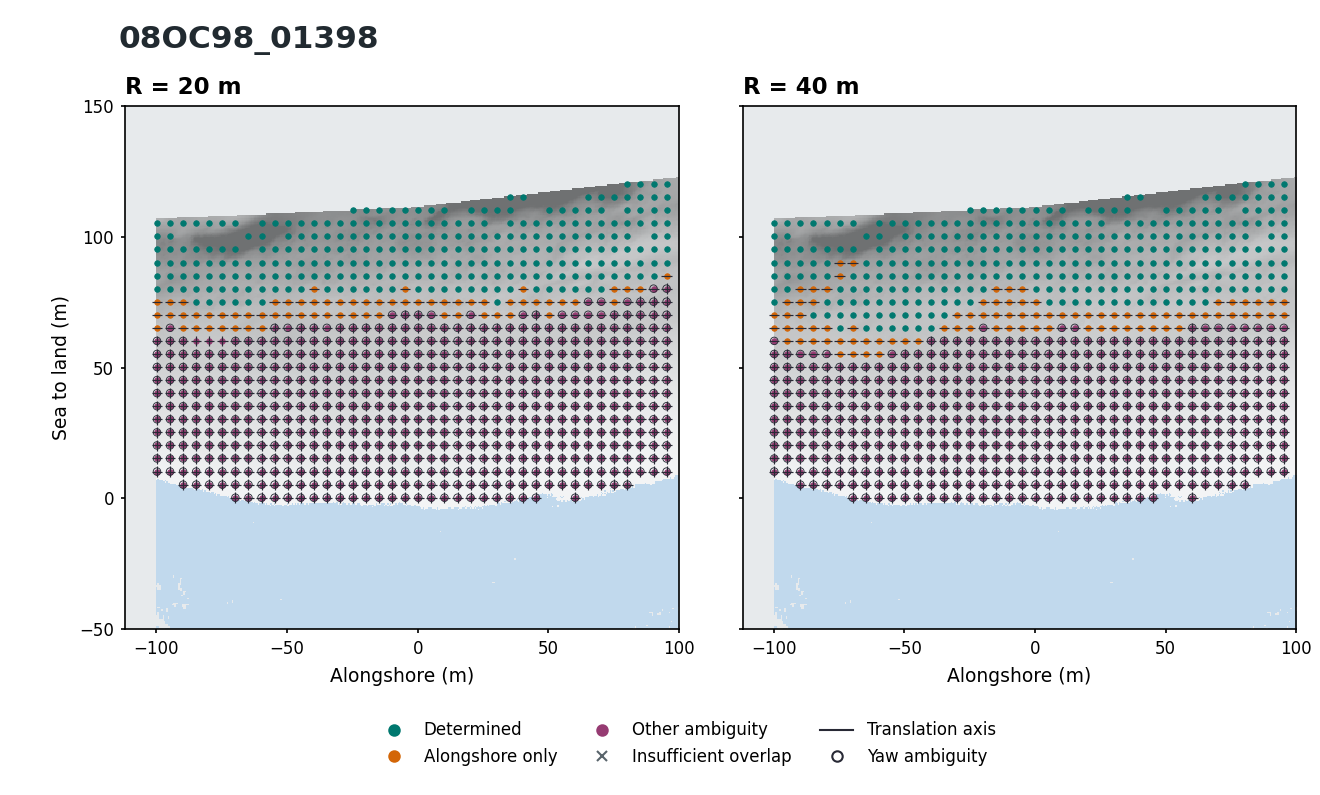 08OC98_01398
R = 20 m
R = 40 m
150
100
50
0
−50
Sea to land (m)
−100 −50 0 50 100
−100 −50 0 50 100
Alongshore (m)
Alongshore (m)
Determined
Other ambiguity
Translation axis
Alongshore only
Insufficient overlap
Yaw ambiguity